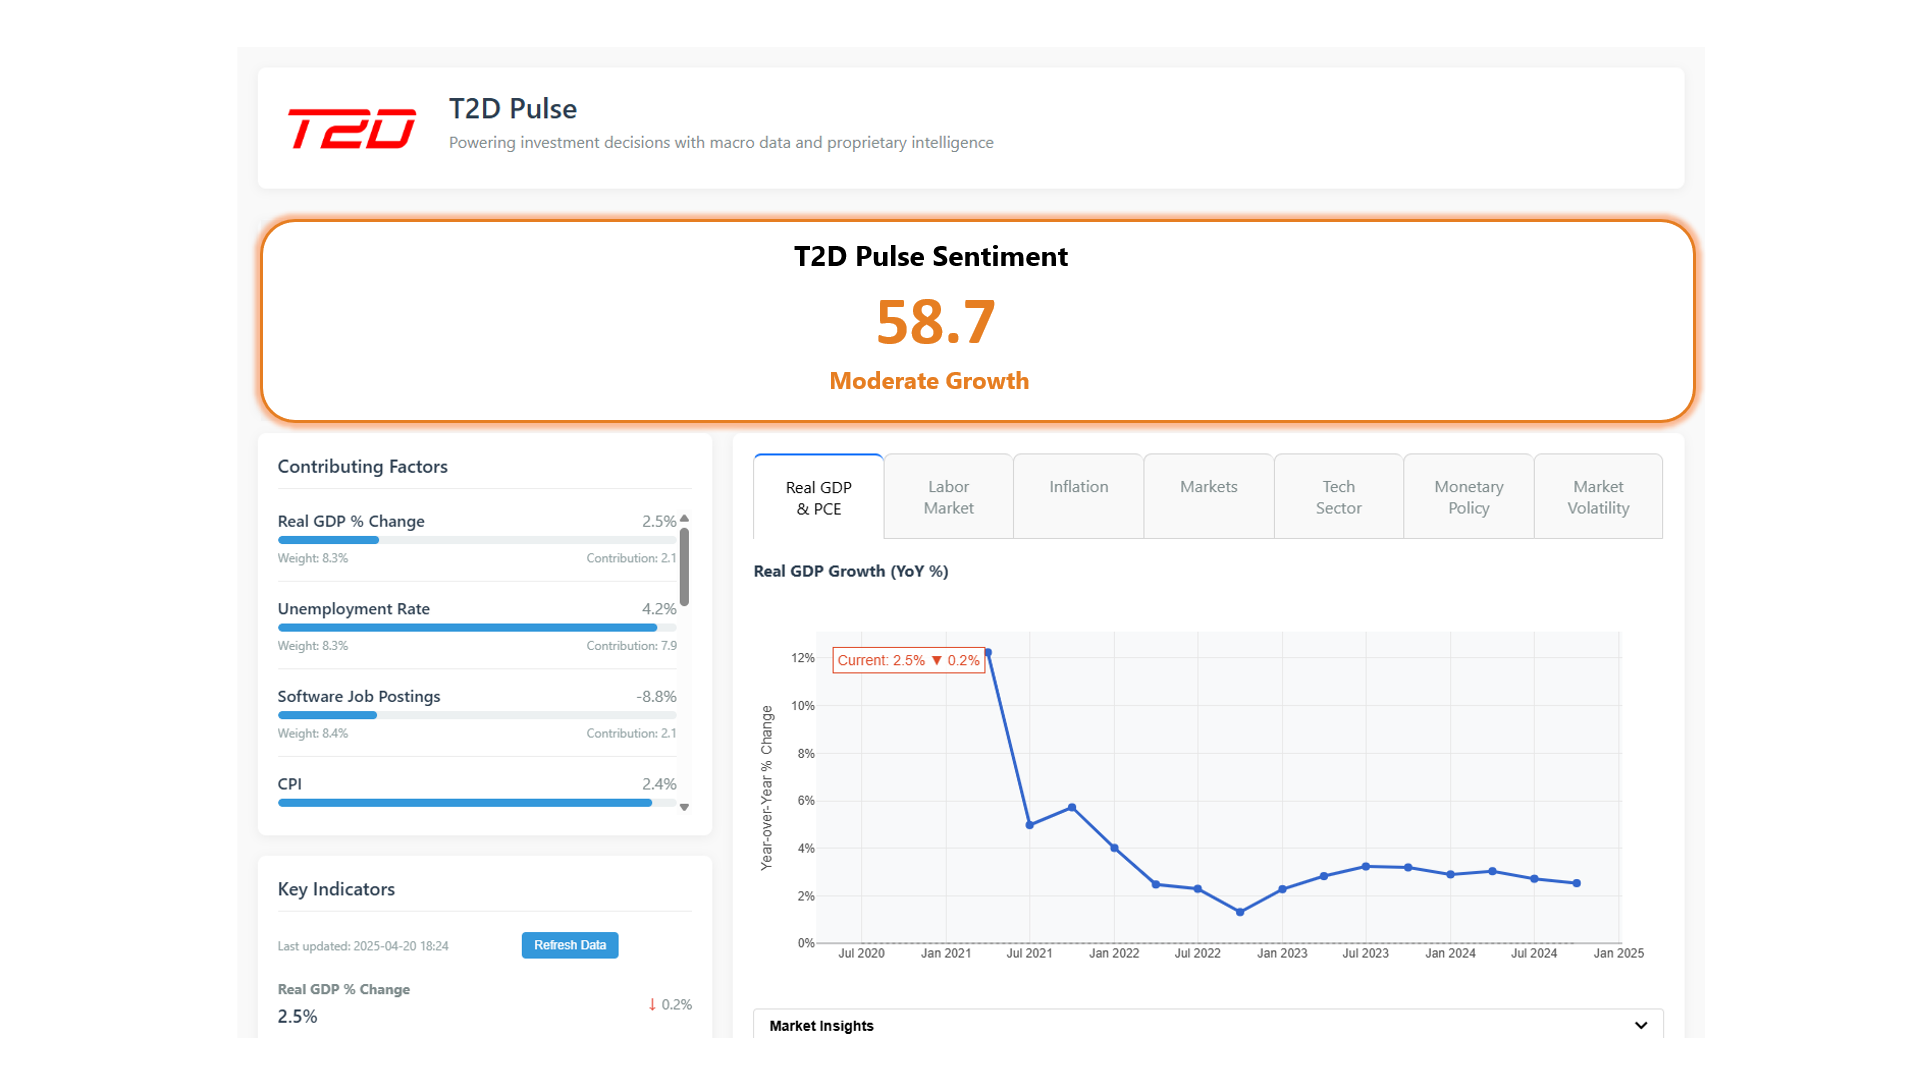 T2D
T2D Pulse
Powering investment decisions with macro data and proprietary intelligence
T2D Pulse Sentiment
58.7
Moderate Growth
Contributing Factors
Real GDP % Change 2.5%
Weight: 8.3% Contribution: 2.1
Unemployment Rate 4.2%
Weight: 8.3% Contribution: 7.9
Software Job Postings -8.8%
Weight: 8.4% Contribution: 2.1
CPI 2.4%
Key Indicators
Last updated: 2025-04-20 18:24 Refresh Data
Real GDP % Change
2.5%
↓ 0.2%
Real GDP
& PCE
Labor
Market
Inflation
Markets
Tech
Sector
Monetary
Policy
Market
Volatility
Real GDP Growth (YoY %)
Current: 2.5% ▼ 0.2%
Year-over-Year % Change
12%
10%
8%
6%
4%
2%
0%
Jul 2020 Jan 2021 Jul 2021 Jan 2022 Jul 2022 Jan 2023 Jul 2023 Jan 2024 Jul 2024 Jan 2025
Market Insights